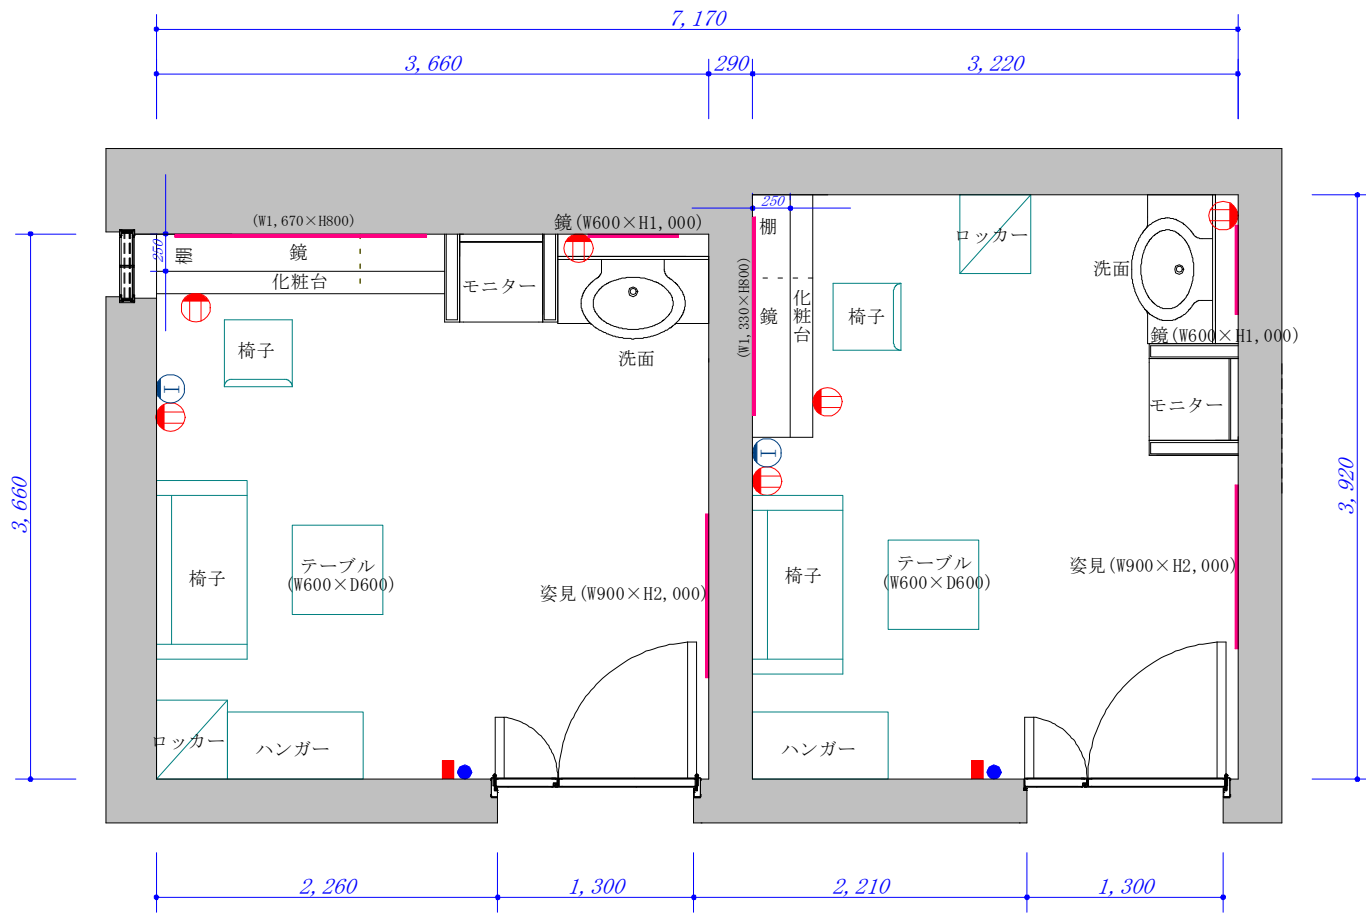 7,170
3,660
290
3,220
(W1,670×H800)
鏡(W600×H1,000)
250
棚
鏡
化粧台
モニター
洗面
椅子
250
棚
鏡
化粧台
(W1,330×H800)
椅子
ロッカー
洗面
鏡(W600×H1,000)
モニター
3,660
3,920
椅子
テーブル
(W600×D600)
姿見(W900×H2,000)
椅子
テーブル
(W600×D600)
姿見(W900×H2,000)
ロッカー
ハンガー
ハンガー
2,260
1,300
2,210
1,300